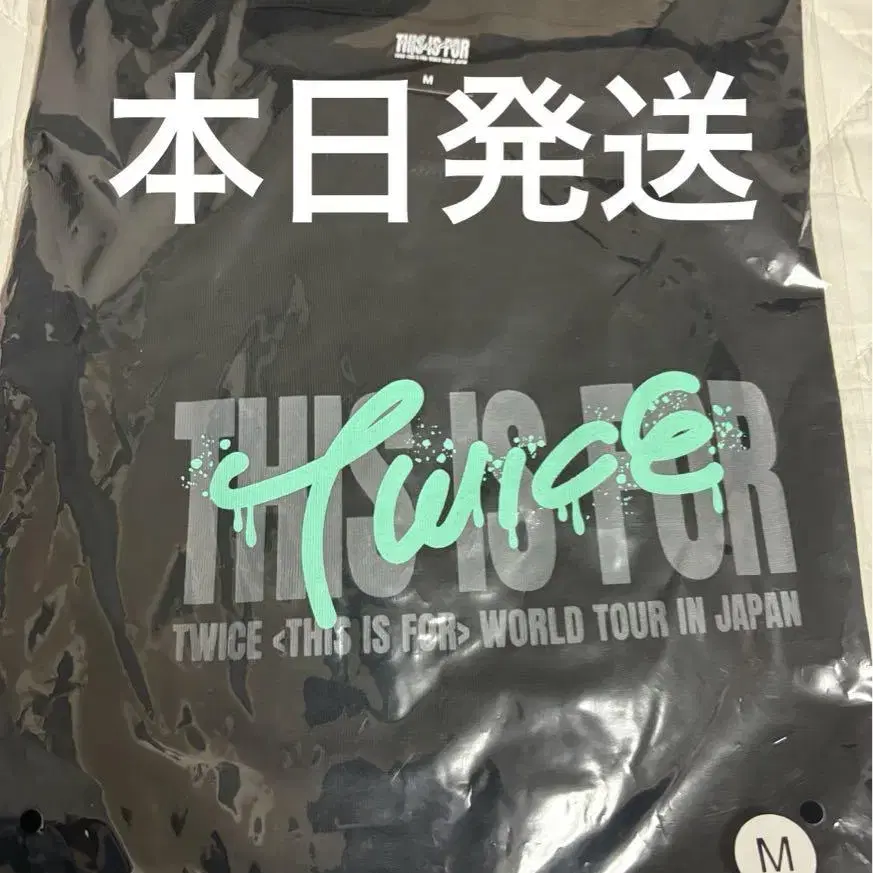 THIS IS FOR
M
本日発送
THIS IS FOR
Twice
TWICE <THIS IS FOR> WORLD TOUR IN JAPAN
M